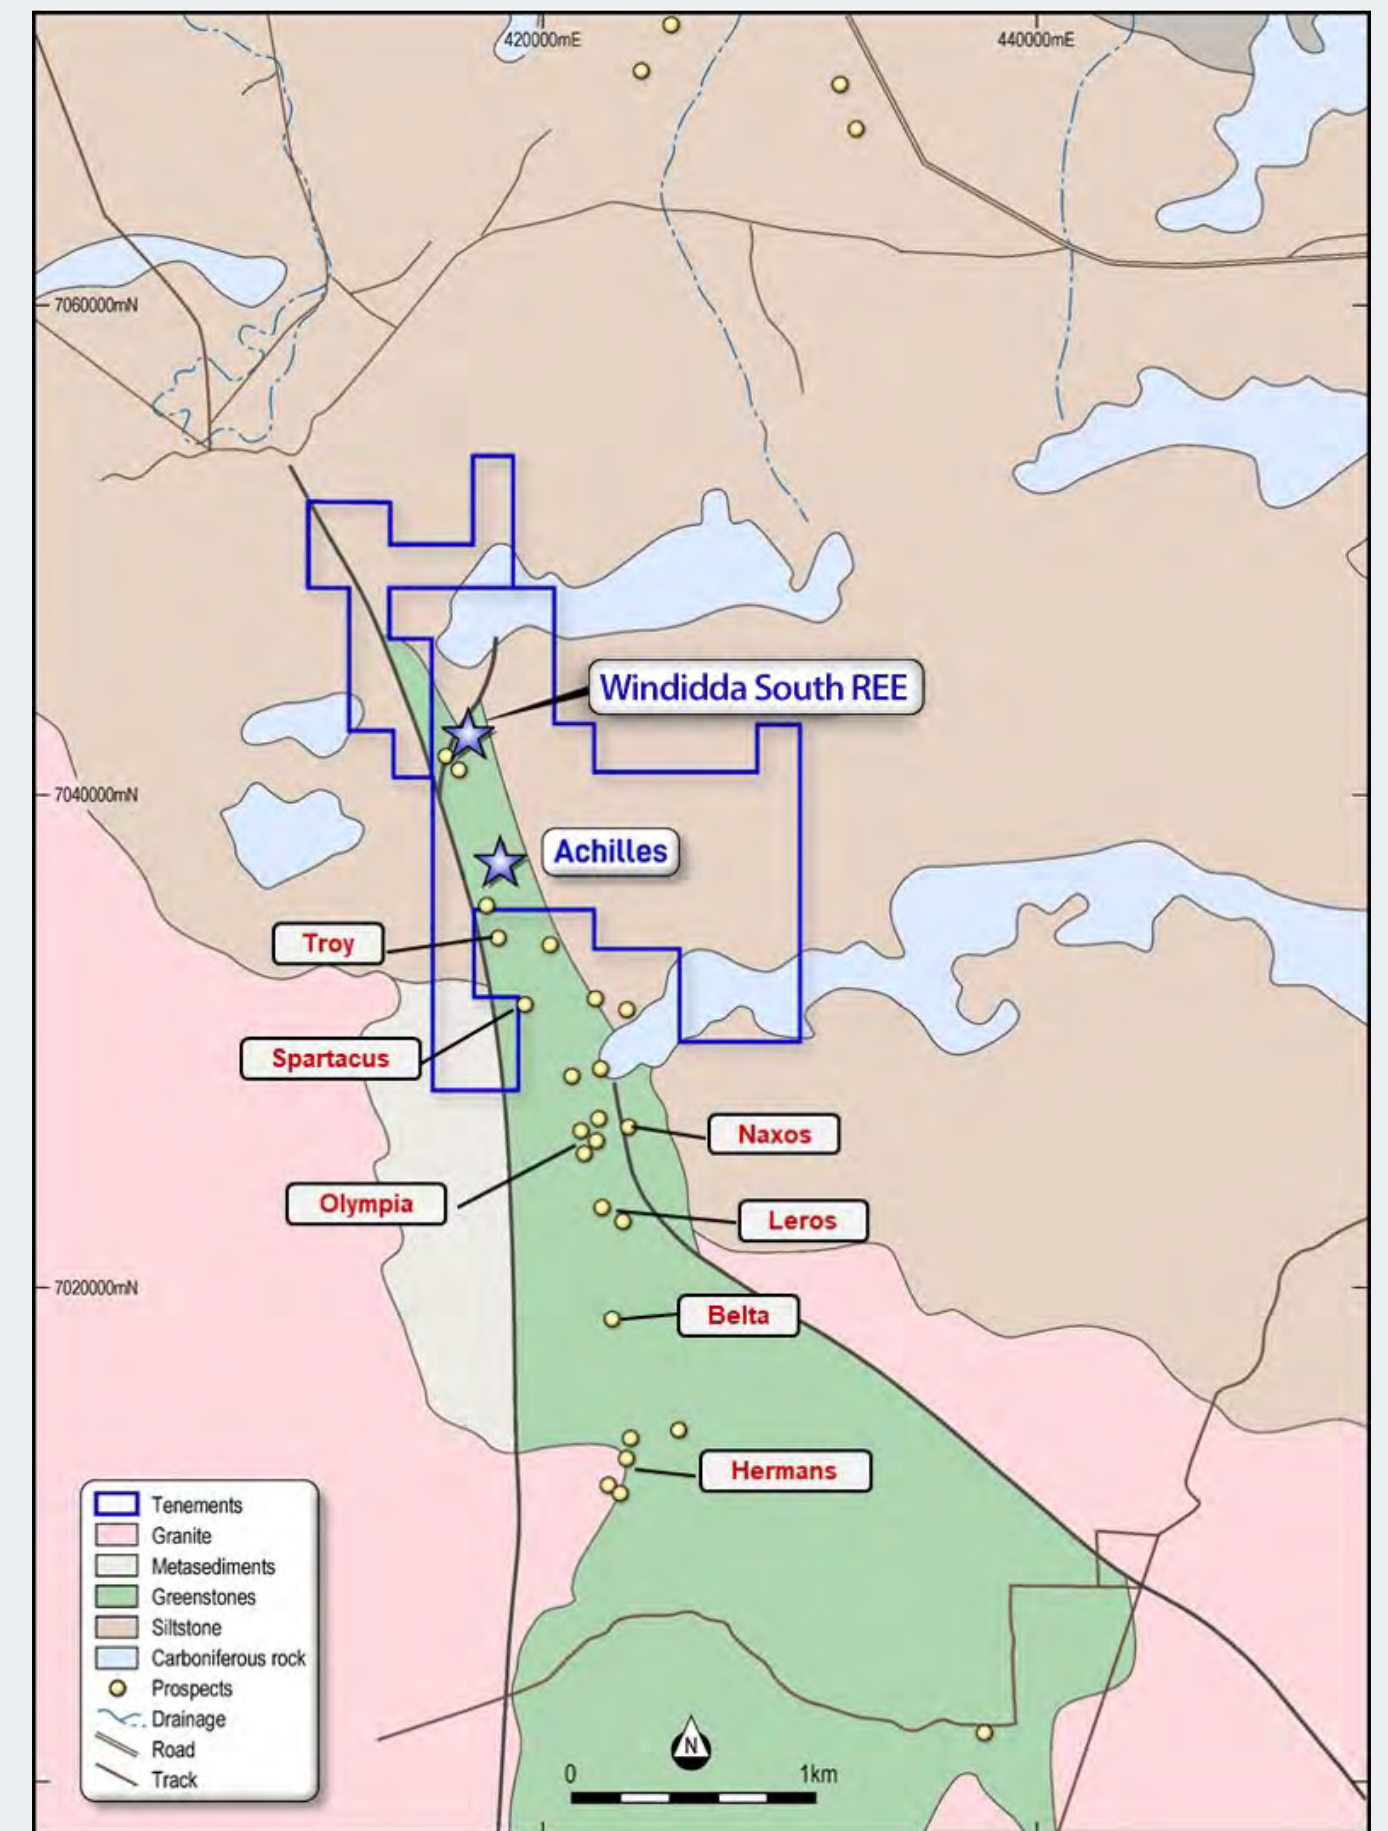 420000mE
440000mE
7060000mN
Windidda South REE
7040000mN
Achilles
Troy
Spartacus
Naxos
Olympia
Leros
7020000mN
Belta
Hermans
Tenements
Granite
Metasediments
Greenstones
Siltstone
Carboniferous rock
Prospects
Drainage
Road
Track
N
0 1km